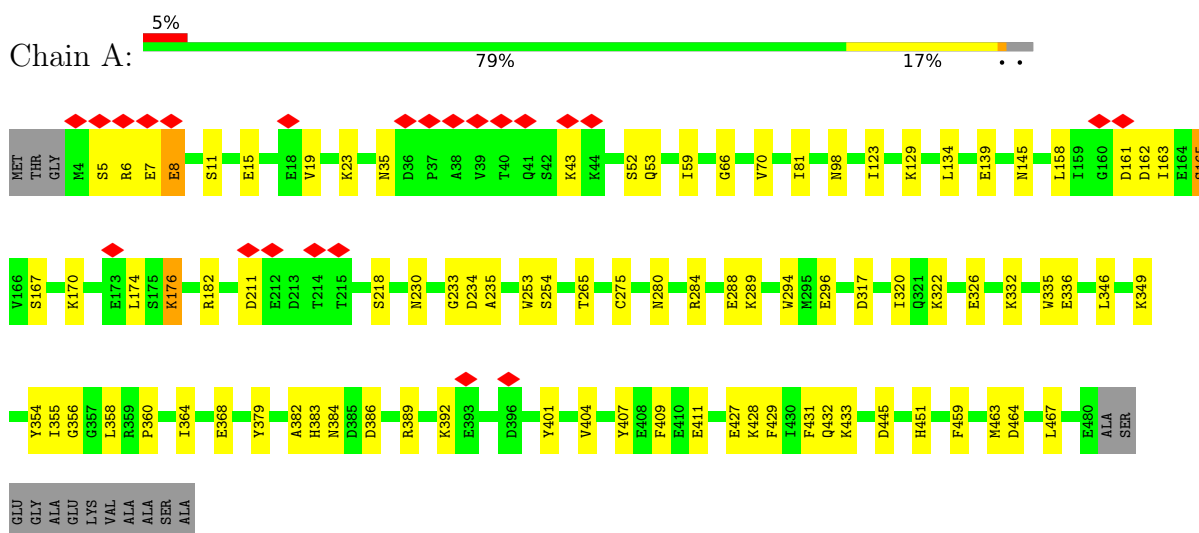 5%
Chain A:
79% 17% • •
MET THR GLY M4 S5 R6 E7 E8 S11 E15 E18 V19 K23 N35 D36 P37 A38 V39 T40 Q41 S42 K43 K44 S52 Q53 I59 G66 V70 I81 N98 I123 K129 L134 E139 N145 L158 I159 G160 D161 D162 I163 E164 S165
V166 S167 K170 E173 L174 S175 K176 R182 D211 E212 D213 T214 T215 S218 N230 G233 D234 A235 W253 S254 T265 C275 N280 R284 E288 K289 W294 M295 E296 D317 I320 Q321 K322 E326 K332 W335 E336 L346 K349
Y354 I355 G356 G357 L358 R359 P360 I364 E368 Y379 A382 H383 N384 D385 D386 R389 K392 E393 D396 Y401 V404 Y407 E408 F409 E410 E411 E427 K428 F429 I430 F431 Q432 K433 D445 H451 F459 M463 D464 L467 E480 ALA SER
GLU GLY ALA GLU LYS VAL ALA ALA SER ALA